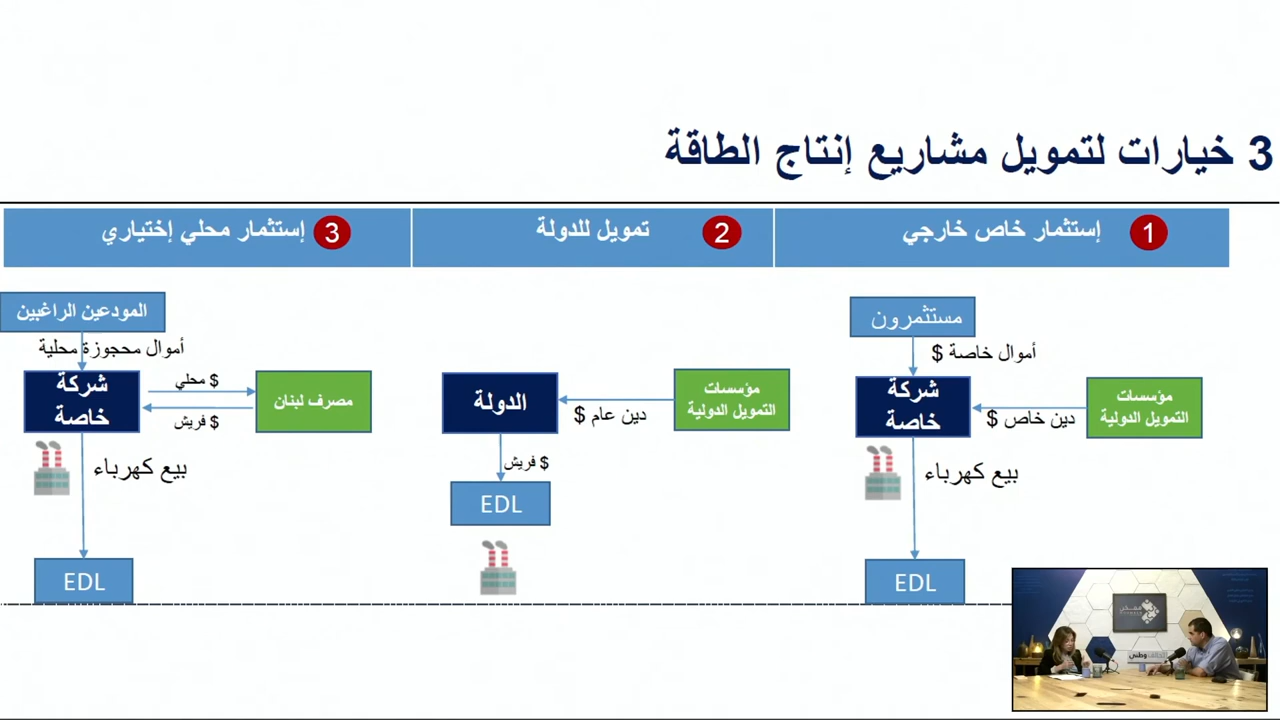 3 خيارات لتمويل مشاريع إنتاج الطاقة
1 إستثمار خاص خارجي
2 تمويل للدولة
3 إستثمار محلي إختياري
مستثمرون
أموال خاصة $
شركة
خاصة
مؤسسات
التمويل الدولية
دين خاص $
بيع كهرباء
EDL
مؤسسات
التمويل الدولية
دين عام $
الدولة
$ فريش
EDL
المودعين الراغبين
أموال محجوزة محلية
شركة
خاصة
$ محلي
$ فريش
مصرف لبنان
بيع كهرباء
EDL